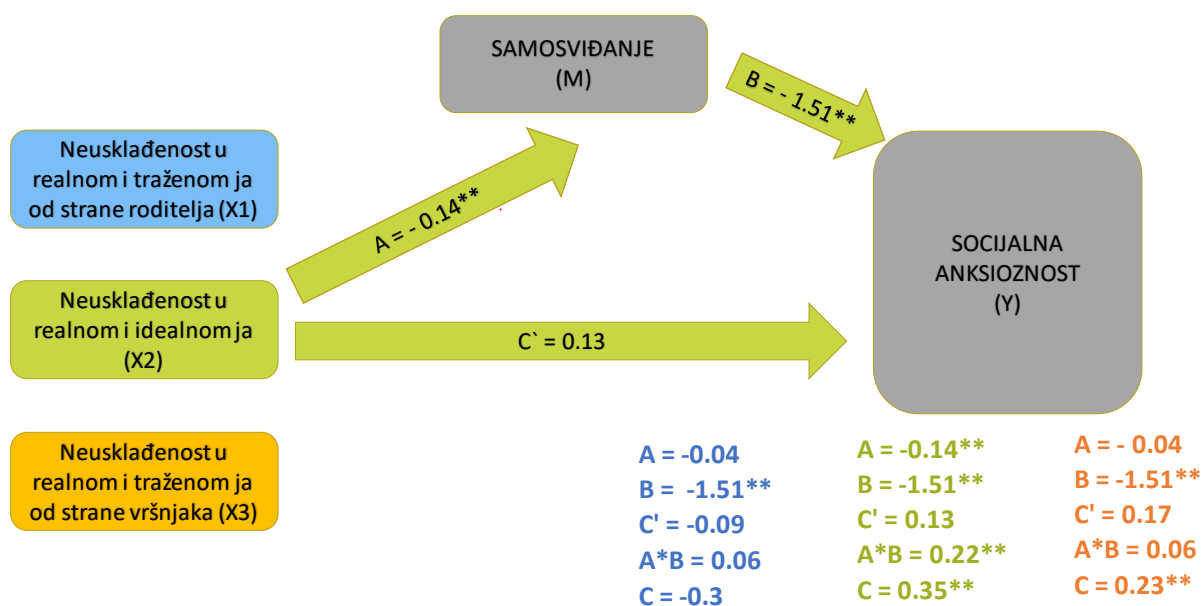 SAMOSVIĐANJE
(M)
B = - 1.51**
Neusklađenost u
realnom i traženom ja
od strane roditelja (X1)
A = - 0.14**
SOCIJALNA
ANKSIOZNOST
(Y)
Neusklađenost u
realnom i idealnom ja
(X2)
C` = 0.13
Neusklađenost u
realnom i traženom ja
od strane vršnjaka (X3)
A = -0.04
B = -1.51**
C' = -0.09
A*B = 0.06
C = -0.3
A = -0.14**
B = -1.51**
C' = 0.13
A*B = 0.22**
C = 0.35**
A = - 0.04
B = -1.51**
C' = 0.17
A*B = 0.06
C = 0.23**